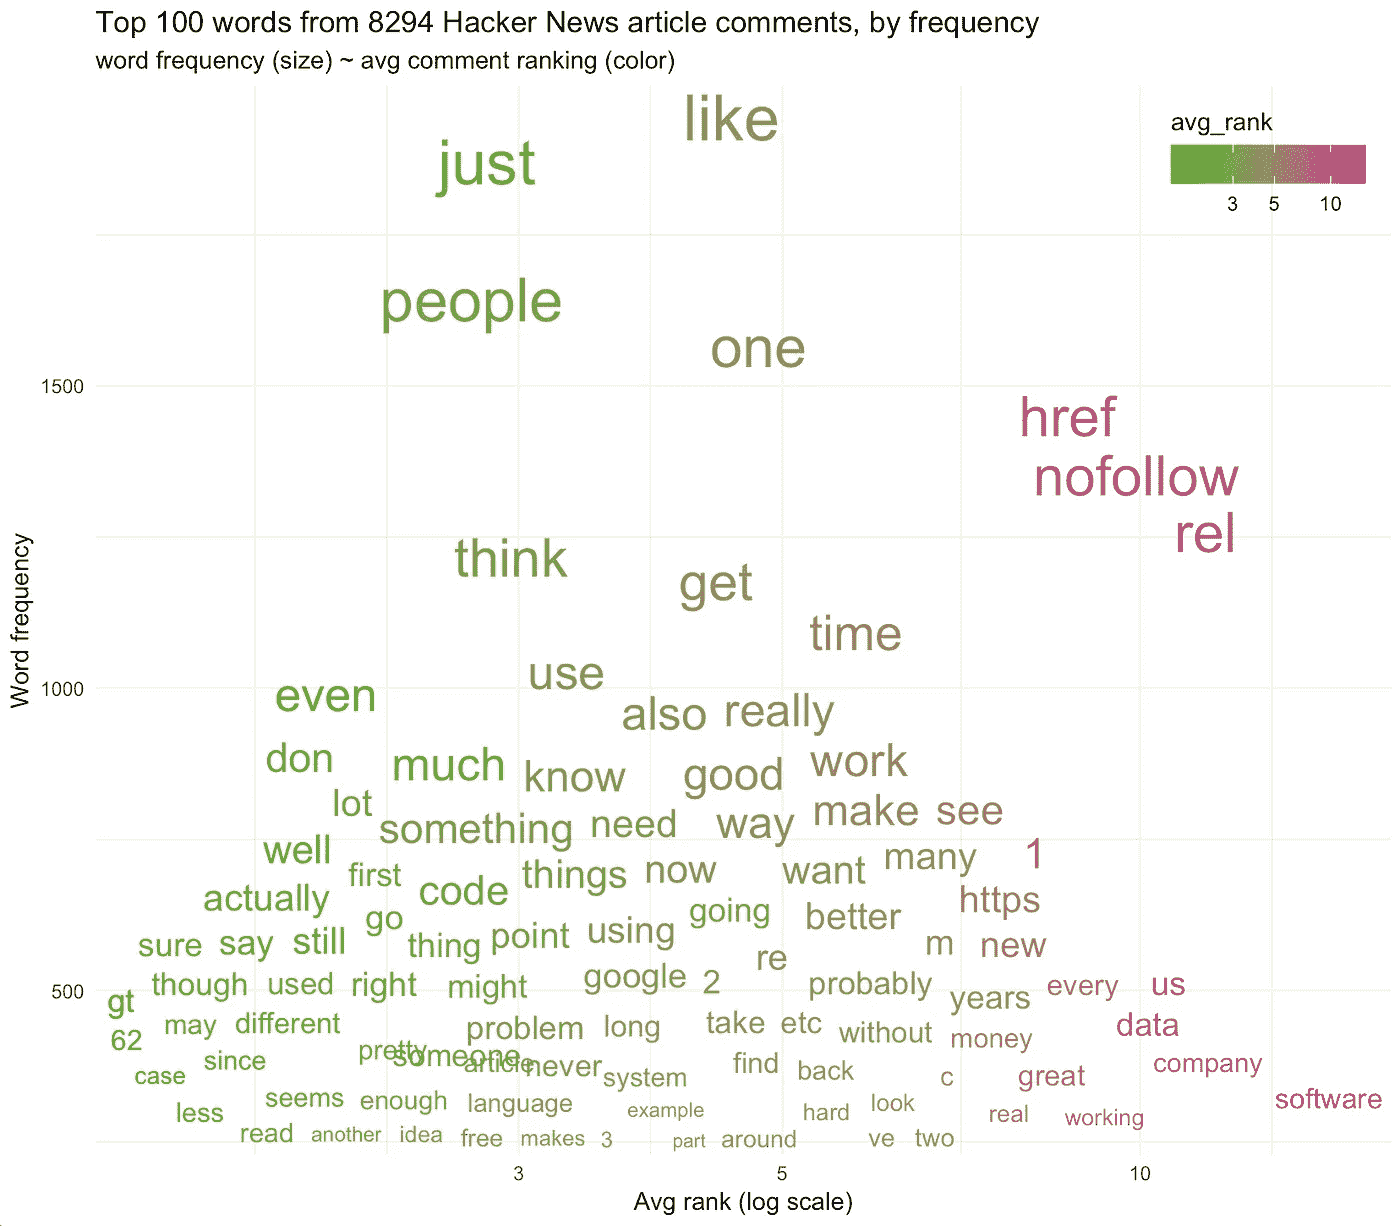 Top 100 words from 8294 Hacker News article comments, by frequency
word frequency (size) ~ avg comment ranking (color)
like
avg_rank
just
3 5 10
people
one
1500
href
nofollow
rel
think
get
time
use
Word frequency
1000
even
also really
don much know good work
lot
something need way make see
well
first things now want many 1
actually code going https
go
sure say still thing point using better m new
re
though used right might google 2 probably every us
500
gt years
may different problem long take etc without data
62 money
pretty
since someone article never find company
case system back c great
less seems enough language example hard look real working software
read another idea free makes 3 part around ve two
3 5 10
Avg rank (log scale)